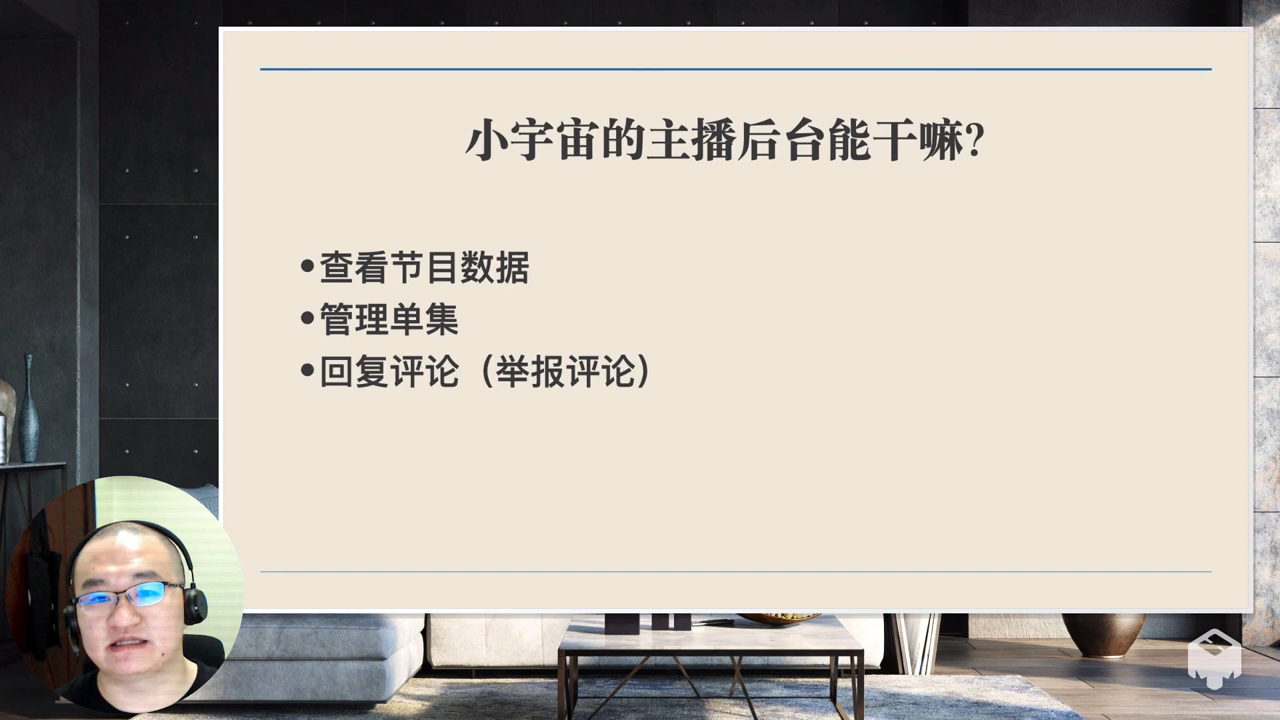 小宇宙的主播后台能干嘛?
•查看节目数据
•管理单集
•回复评论（举报评论）